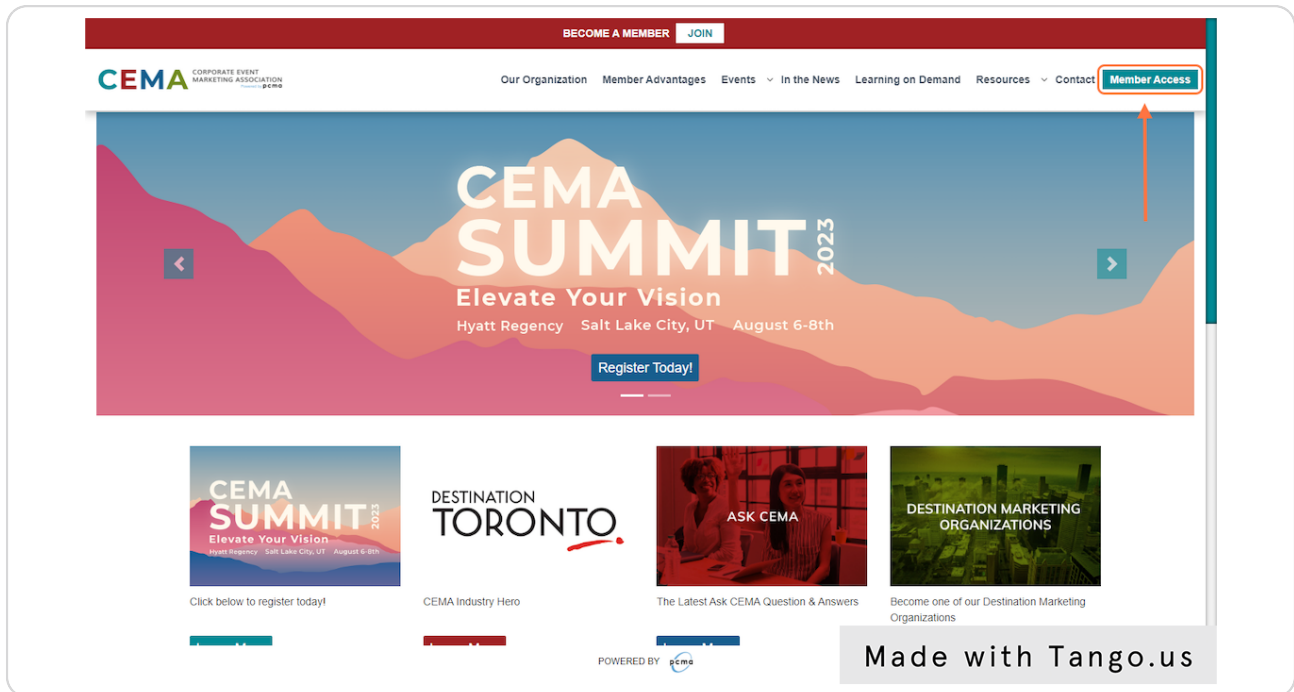 BECOME A MEMBER JOIN
CEMA CORPORATE EVENT
MARKETING ASSOCIATION
Powered by pcma
Our Organization Member Advantages Events In the News Learning on Demand Resources Contact Member Access
CEMA
SUMMIT 2023
Elevate Your Vision
Hyatt Regency Salt Lake City, UT August 6-8th
Register Today!
CEMA
SUMMIT 2023
Elevate Your Vision
Hyatt Regency Salt Lake City, UT August 6-8th
DESTINATION
TORONTO
ASK CEMA
DESTINATION MARKETING
ORGANIZATIONS
Click below to register today!
CEMA Industry Hero
The Latest Ask CEMA Question & Answers
Become one of our Destination Marketing
Organizations
POWERED BY pcma
Made with Tango.us